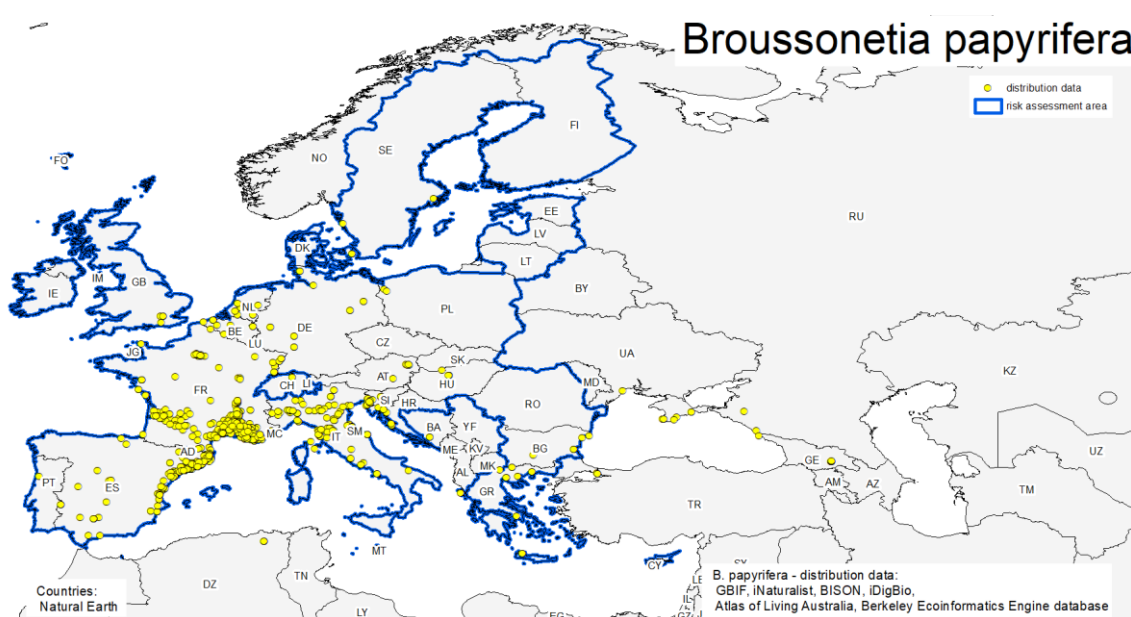 Broussonetia papyrifera
distribution data
risk assessment area
FO
NO
SE
FI
RU
EE
LV
LT
DK
IE
IM
GB
NL
BE
LU
DE
PL
BY
JG
CZ
SK
UA
KZ
FR
CH
LI
AT
HU
MD
SI
HR
RO
MC
IT
SM
BA
YF
ME
KV
BG
AD
MK
AL
GE
UZ
PT
ES
GR
TR
AM
AZ
TM
MT
CY
SY
DZ
TN
LY
EG
IL
GZ
Countries:
Natural Earth
B. papyrifera - distribution data:
GBIF, iNaturalist, BISON, iDigBio,
Atlas of Living Australia, Berkeley Ecoinformatics Engine database